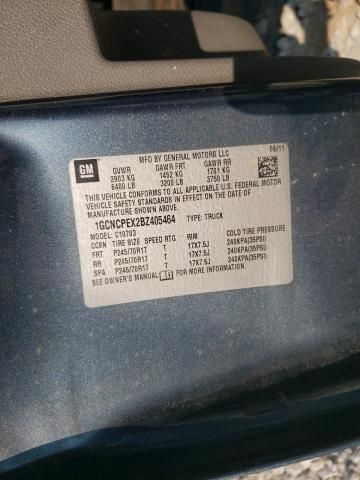 GM
MFD BY GENERAL MOTORS LLC
06/11
GVWR GAWR FRT GAWR RR
2903 KG 1452 KG 1701 KG
6400 LB 3200 LB 3750 LB
THIS VEHICLE CONFORMS TO ALL APPLICABLE U.S. FEDERAL MOTOR
VEHICLE SAFETY STANDARDS IN EFFECT ON THE DATE OF
MANUFACTURE SHOWN ABOVE.
1GCNCPEX2BZ405464 TYPE: TRUCK
MODEL: C10703
CCSN TIRE SIZE SPEED RTG RIM COLD TIRE PRESSURE
FRT P245/70R17 T 17X7.5J 240KPA(35PSI)
RR P245/70R17 T 17X7.5J 240KPA(35PSI)
SPA P245/70R17 T 17X7.5J 240KPA(35PSI)
SEE OWNER'S MANUAL FOR MORE INFORMATION